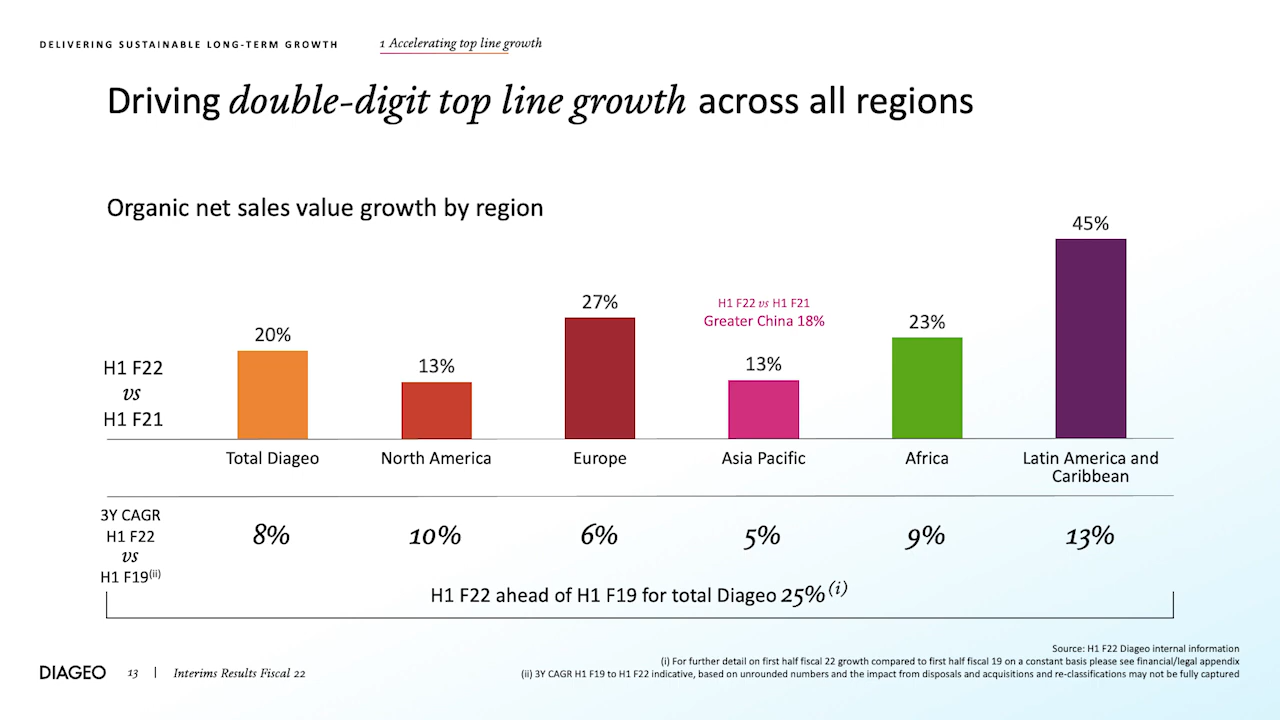 DELIVERING SUSTAINABLE LONG-TERM GROWTH
1 Accelerating top line growth
Driving double-digit top line growth across all regions
Organic net sales value growth by region
H1 F22
vs
H1 F21
20%
13%
27%
H1 F22 vs H1 F21
Greater China 18%
13%
23%
45%
Total Diageo
North America
Europe
Asia Pacific
Africa
Latin America and
Caribbean
3Y CAGR
H1 F22
vs
H1 F19(ii)
8%
10%
6%
5%
9%
13%
H1 F22 ahead of H1 F19 for total Diageo 25%(i)
Source: H1 F22 Diageo internal information
(i) For further detail on first half fiscal 22 growth compared to first half fiscal 19 on a constant basis please see financial/legal appendix
(ii) 3Y CAGR H1 F19 to H1 F22 indicative, based on unrounded numbers and the impact from disposals and acquisitions and re-classifications may not be fully captured
DIAGEO 13 | Interims Results Fiscal 22